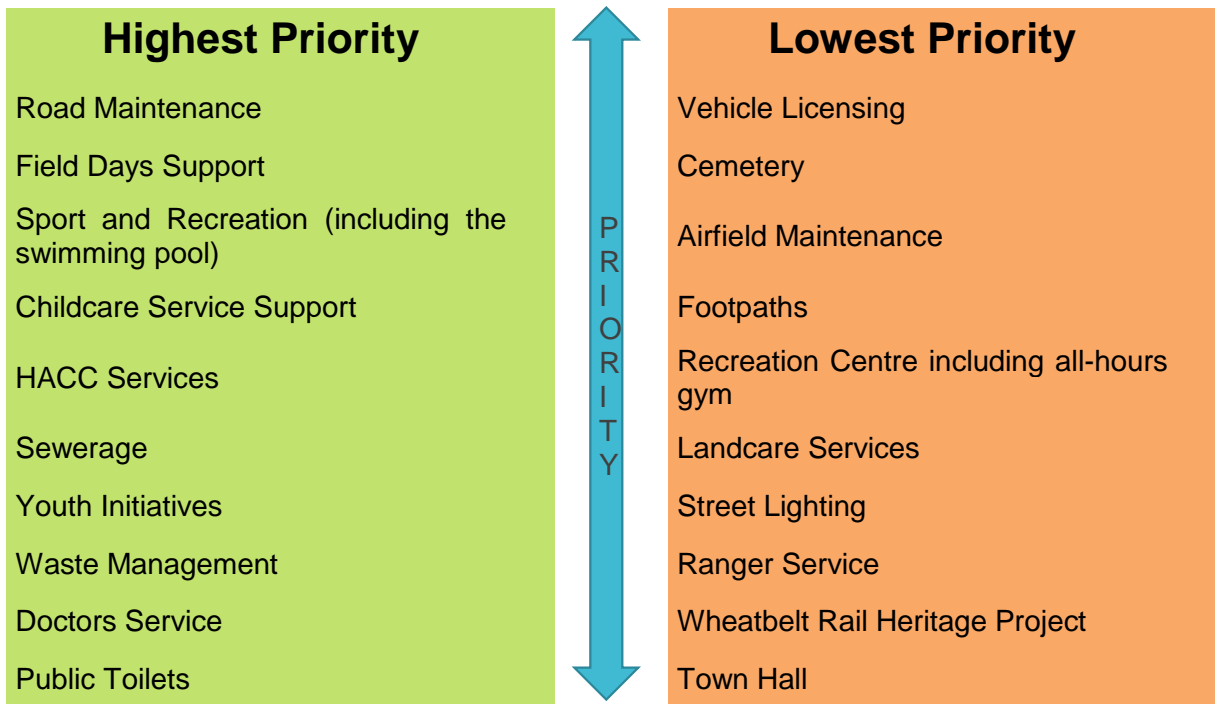 Highest Priority
Road Maintenance
Field Days Support
Sport and Recreation (including the
swimming pool)
Childcare Service Support
HACC Services
Sewerage
Youth Initiatives
Waste Management
Doctors Service
Public Toilets
P
R
I
O
R
I
T
Y
Lowest Priority
Vehicle Licensing
Cemetery
Airfield Maintenance
Footpaths
Recreation Centre including all-hours
gym
Landcare Services
Street Lighting
Ranger Service
Wheatbelt Rail Heritage Project
Town Hall